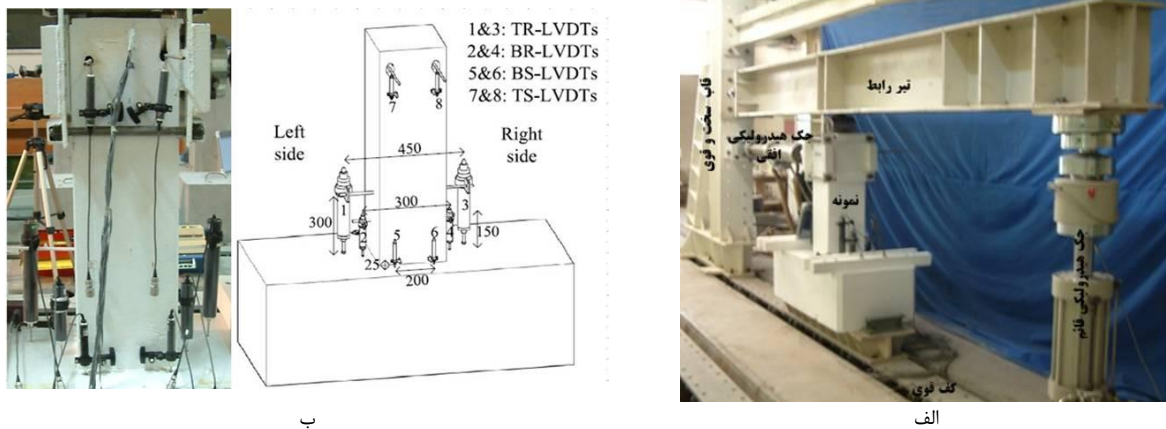 1&3: TR-LVDTs
2&4: BR-LVDTs
5&6: BS-LVDTs
7&8: TS-LVDTs
7
8
Left
side
Right
side
450
300
1
3
300
150
4
5
6
25
200
ب
تیر رابط
قاب سخت و قوی
جک هیدرولیکی
افقی
نمونه
جک هیدرولیکی قائم
کف قوی
الف